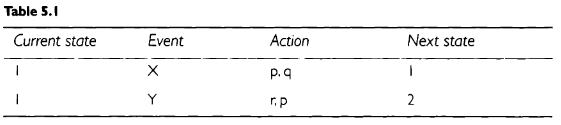 Table 5.1
Current state Event Action Next state
1 X p, q 1
1 Y r, p 2